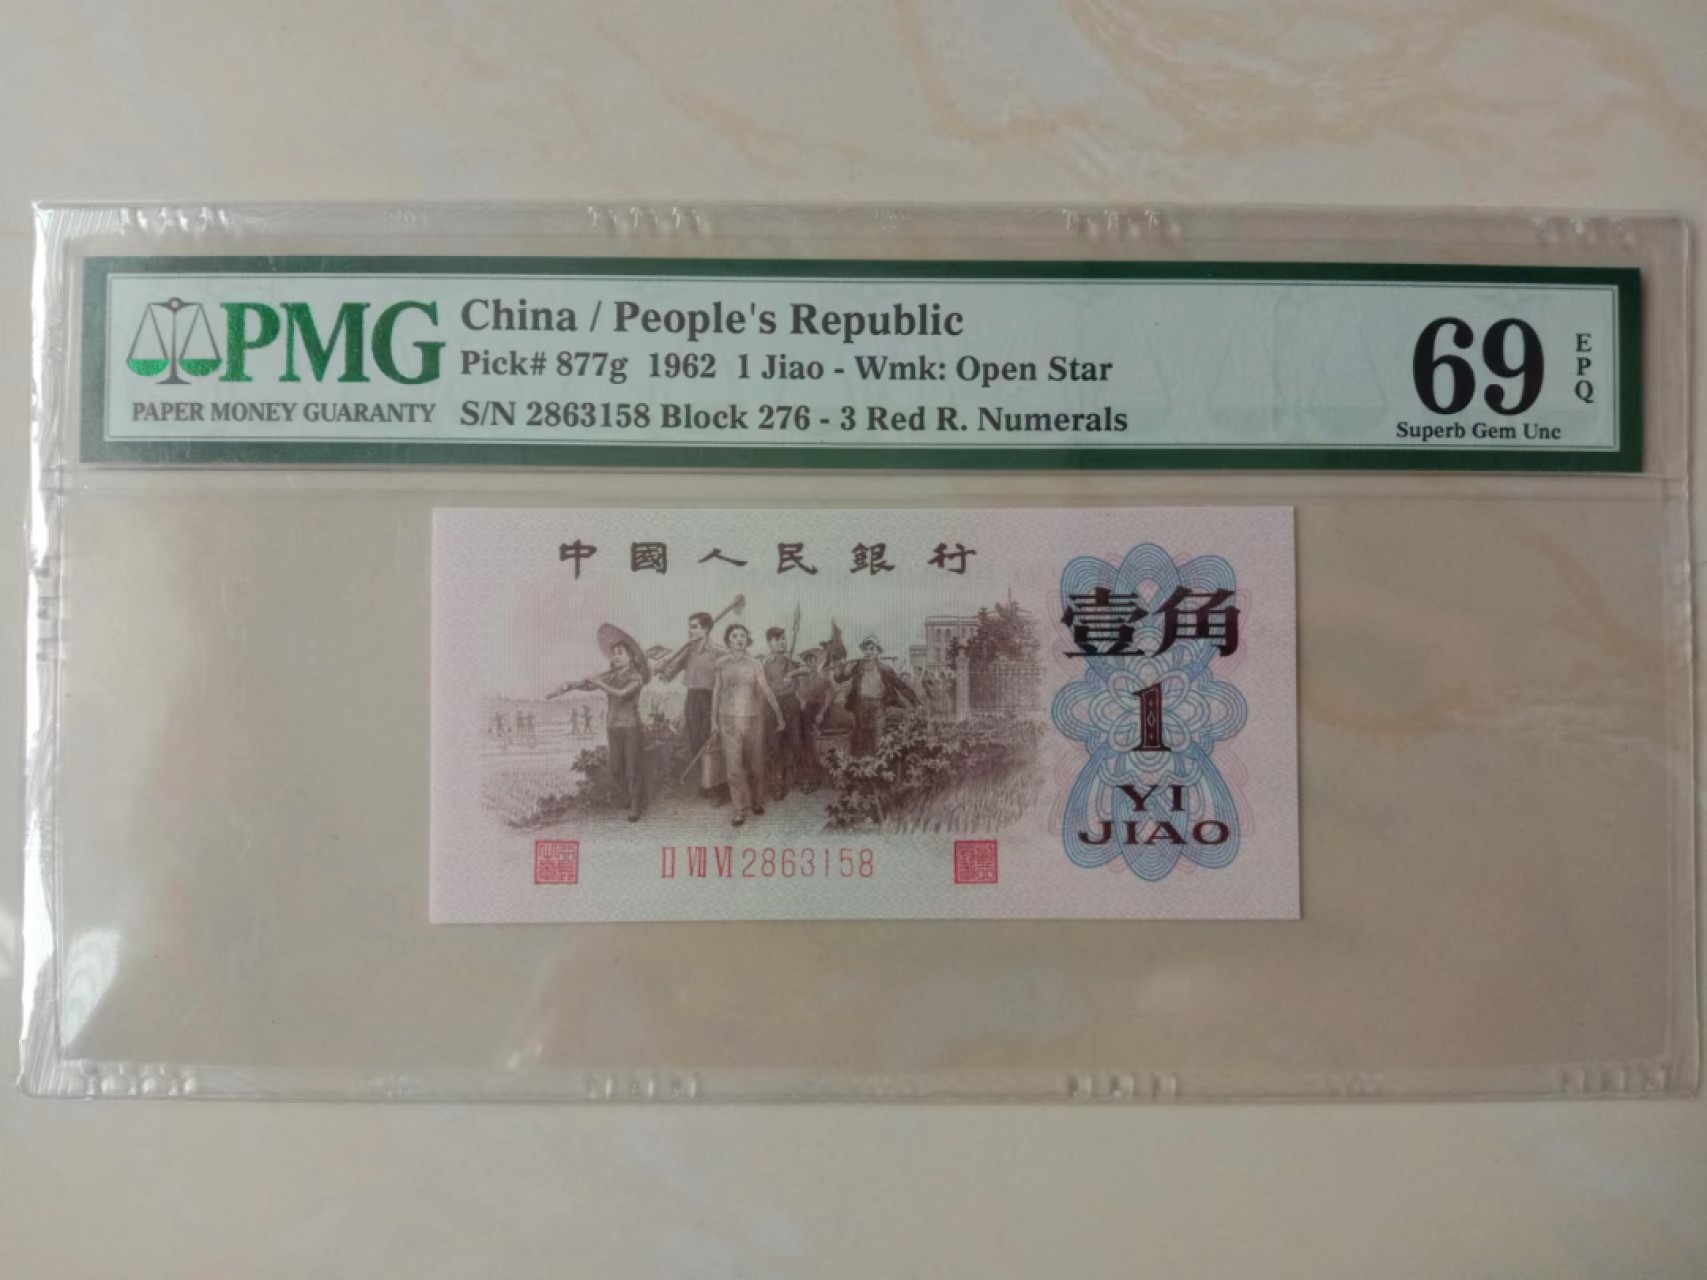 PMG
PAPER MONEY GUARANTY
China / People's Republic
Pick# 877g 1962 1 Jiao - Wmk: Open Star
S/N 2863158 Block 276 - 3 Red R. Numerals
69
EPQ
Superb Gem Unc
中國人民銀行
壹角
1
YI
JIAO
II VII VI 2863158